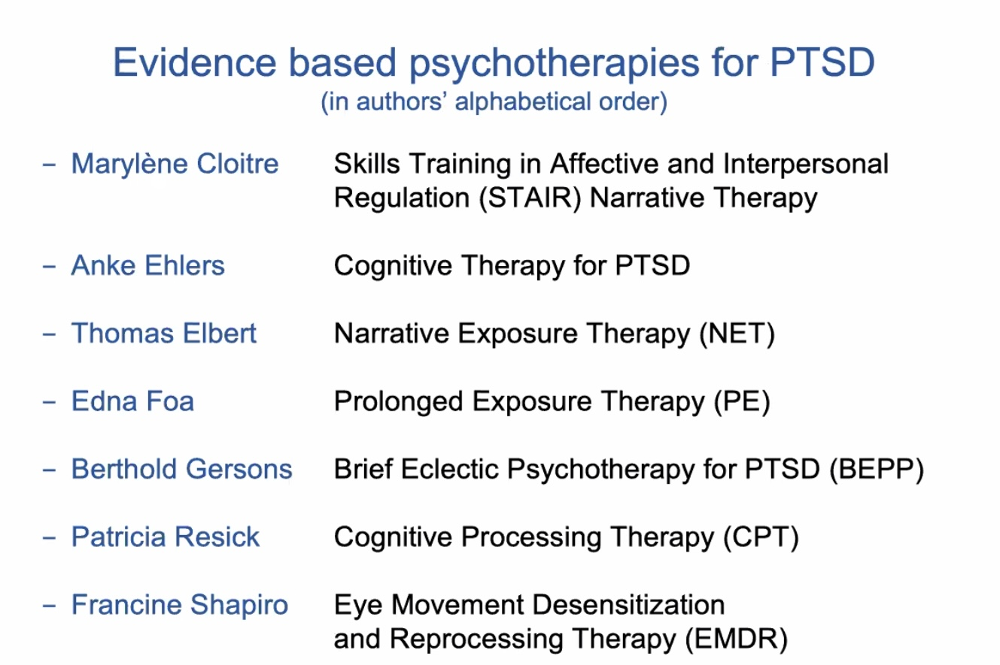 Evidence based psychotherapies for PTSD
(in authors’ alphabetical order)
– Marylène Cloitre Skills Training in Affective and Interpersonal
Regulation (STAIR) Narrative Therapy
– Anke Ehlers Cognitive Therapy for PTSD
– Thomas Elbert Narrative Exposure Therapy (NET)
– Edna Foa Prolonged Exposure Therapy (PE)
– Berthold Gersons Brief Eclectic Psychotherapy for PTSD (BEPP)
– Patricia Resick Cognitive Processing Therapy (CPT)
– Francine Shapiro Eye Movement Desensitization
and Reprocessing Therapy (EMDR)